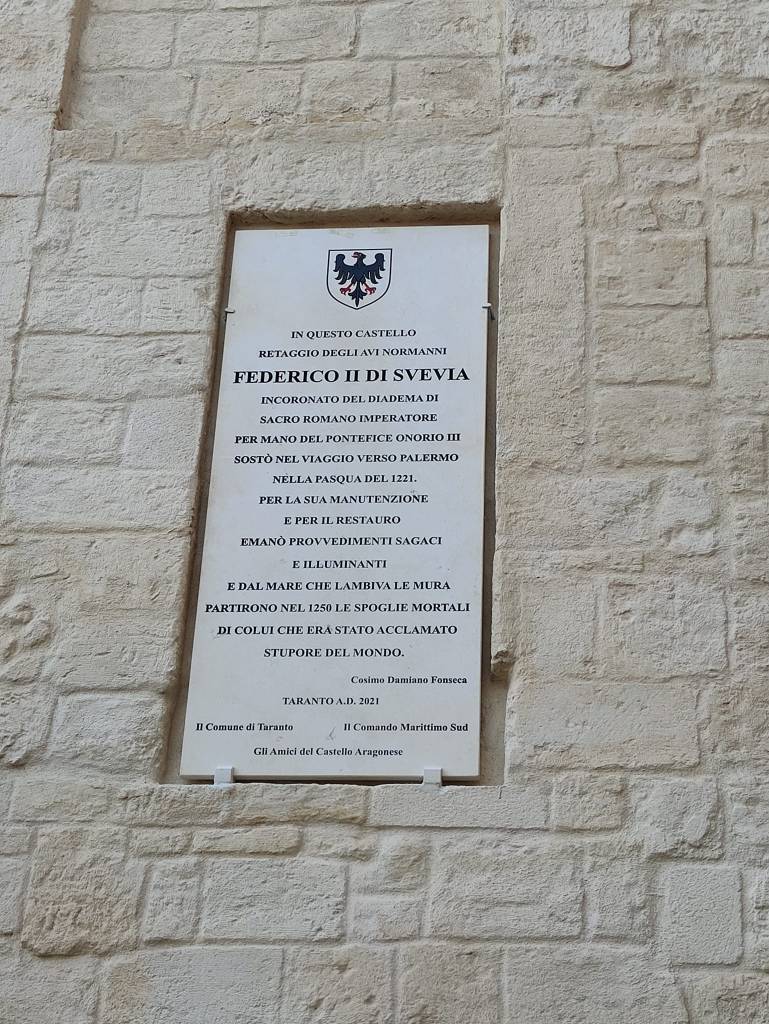 IN QUESTO CASTELLO
RETAGGIO DEGLI AVI NORMANNI
FEDERICO II DI SVEVIA
INCORONATO DEL DIADEMA DI
SACRO ROMANO IMPERATORE
PER MANO DEL PONTEFICE ONORIO III
SOSTÒ NEL VIAGGIO VERSO PALERMO
NELLA PASQUA DEL 1221.
PER LA SUA MANUTENZIONE
E PER IL RESTAURO
EMANÒ PROVVEDIMENTI SAGACI
E ILLUMINANTI
E DAL MARE CHE LAMBIVA LE MURA
PARTIRONO NEL 1250 LE SPOGLIE MORTALI
DI COLUI CHE ERA STATO ACCLAMATO
STUPORE DEL MONDO.
Cosimo Damiano Fonseca
TARANTO A.D. 2021
Il Comune di Taranto Il Comando Marittimo Sud
Gli Amici del Castello Aragonese